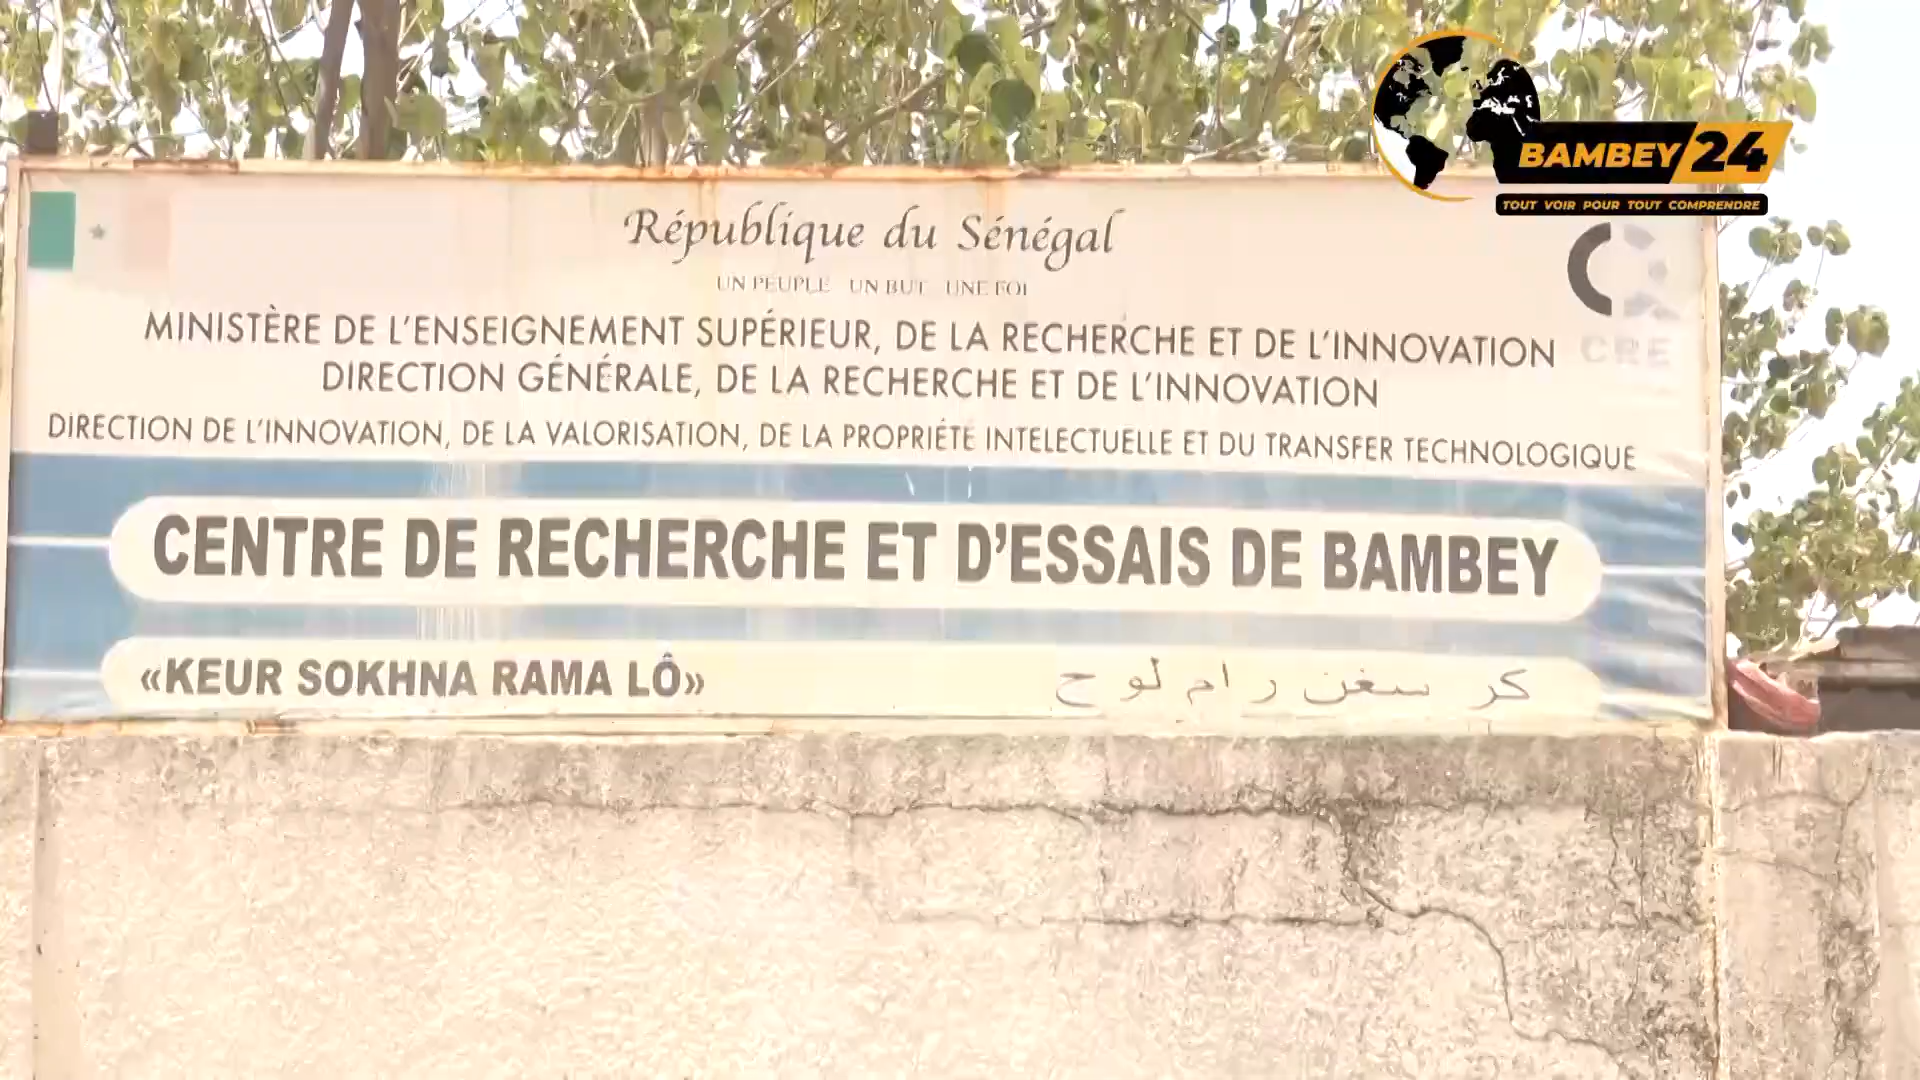 BAMBEY/24
TOUT VOIR POUR TOUT COMPRENDRE
République du Sénégal
UN PEUPLE UN BUT UNE FOI
MINISTÈRE DE L'ENSEIGNEMENT SUPÉRIEUR, DE LA RECHERCHE ET DE L'INNOVATION
CRE
DIRECTION GÉNÉRALE, DE LA RECHERCHE ET DE L'INNOVATION
DIRECTION DE L'INNOVATION, DE LA VALORISATION, DE LA PROPRIÉTÉ INTELECTUELLE ET DU TRANSFER TECHNOLOGIQUE
CENTRE DE RECHERCHE ET D'ESSAIS DE BAMBEY
«KEUR SOKHNA RAMA LÔ»
كر سغن رام لوح